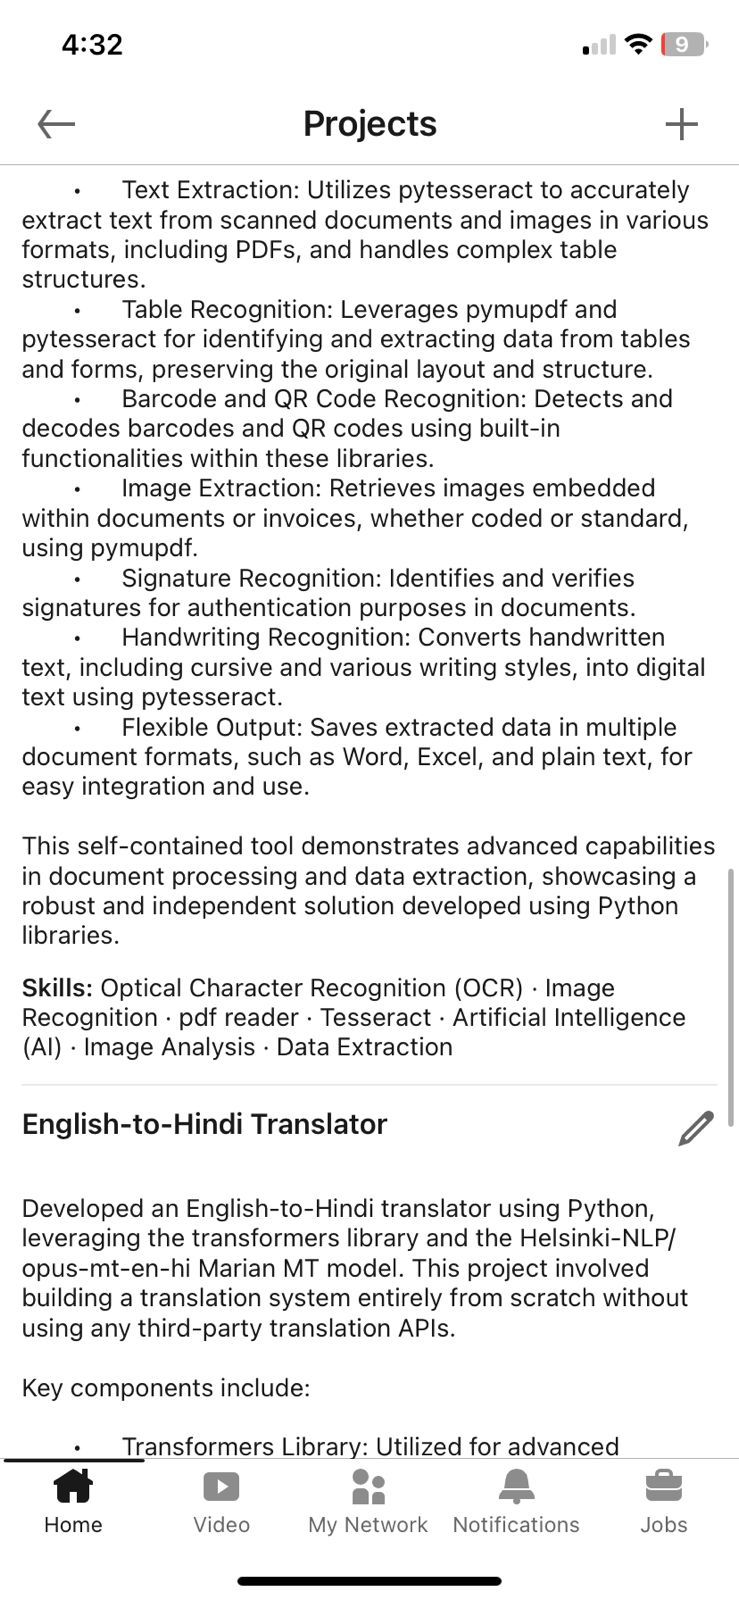 4:32
9
Projects
• Text Extraction: Utilizes pytesseract to accurately
extract text from scanned documents and images in various
formats, including PDFs, and handles complex table
structures.
• Table Recognition: Leverages pymupdf and
pytesseract for identifying and extracting data from tables
and forms, preserving the original layout and structure.
• Barcode and QR Code Recognition: Detects and
decodes barcodes and QR codes using built-in
functionalities within these libraries.
• Image Extraction: Retrieves images embedded
within documents or invoices, whether coded or standard,
using pymupdf.
• Signature Recognition: Identifies and verifies
signatures for authentication purposes in documents.
• Handwriting Recognition: Converts handwritten
text, including cursive and various writing styles, into digital
text using pytesseract.
• Flexible Output: Saves extracted data in multiple
document formats, such as Word, Excel, and plain text, for
easy integration and use.
This self-contained tool demonstrates advanced capabilities
in document processing and data extraction, showcasing a
robust and independent solution developed using Python
libraries.
Skills: Optical Character Recognition (OCR) · Image
Recognition · pdf reader · Tesseract · Artificial Intelligence
(AI) · Image Analysis · Data Extraction
English-to-Hindi Translator
Developed an English-to-Hindi translator using Python,
leveraging the transformers library and the Helsinki-NLP/
opus-mt-en-hi Marian MT model. This project involved
building a translation system entirely from scratch without
using any third-party translation APIs.
Key components include:
• Transformers Library: Utilized for advanced
Home Video My Network Notifications Jobs